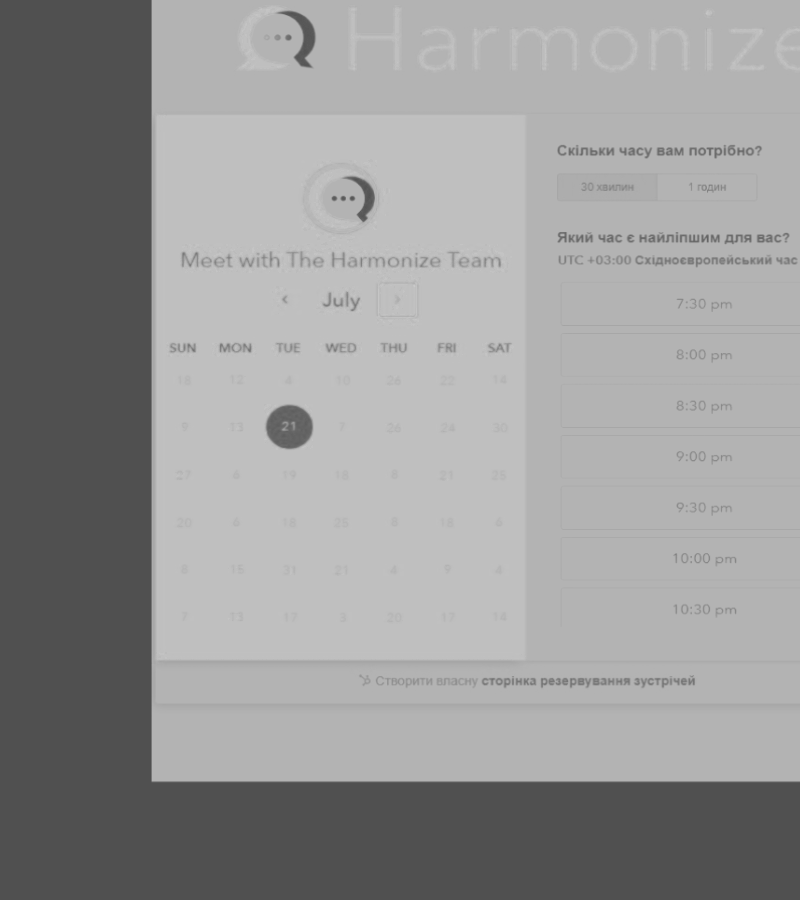 Harmonize
Meet with The Harmonize Team
‹ July ›
SUN MON TUE WED THU FRI SAT
18 12 4 10 26 22 14
9 13 21 7 26 24 30
27 6 19 18 8 21 25
20 6 16 25 8 18 6
8 15 31 21 4 9 4
7 13 17 3 20 17 14
Створити власну сторінка резервування зустрічей
Скільки часу вам потрібно?
30 хвилин 1 годин
Який час є найліпшим для вас?
UTC +03:00 Східноєвропейський час
7:30 pm
8:00 pm
8:30 pm
9:00 pm
9:30 pm
10:00 pm
10:30 pm